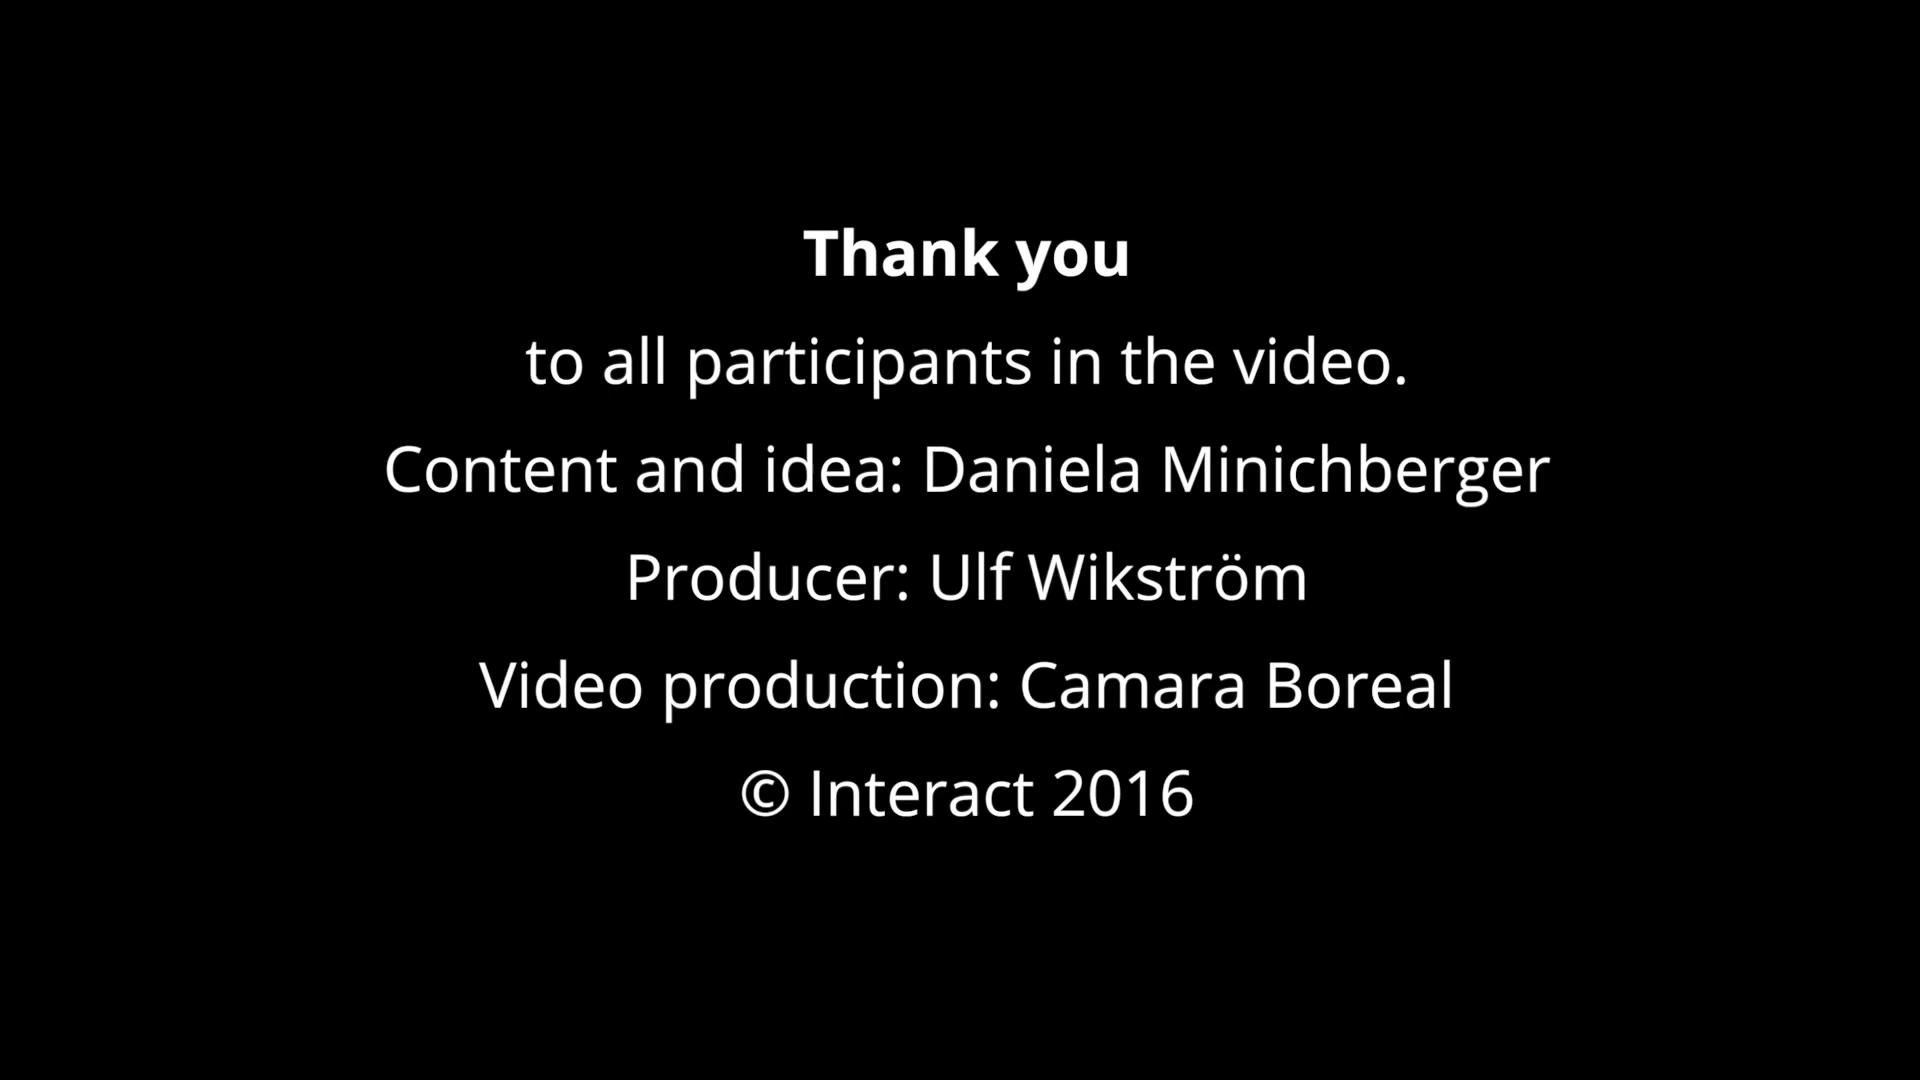 Thank you
to all participants in the video.
Content and idea: Daniela Minichberger
Producer: Ulf Wikström
Video production: Camara Boreal
© Interact 2016